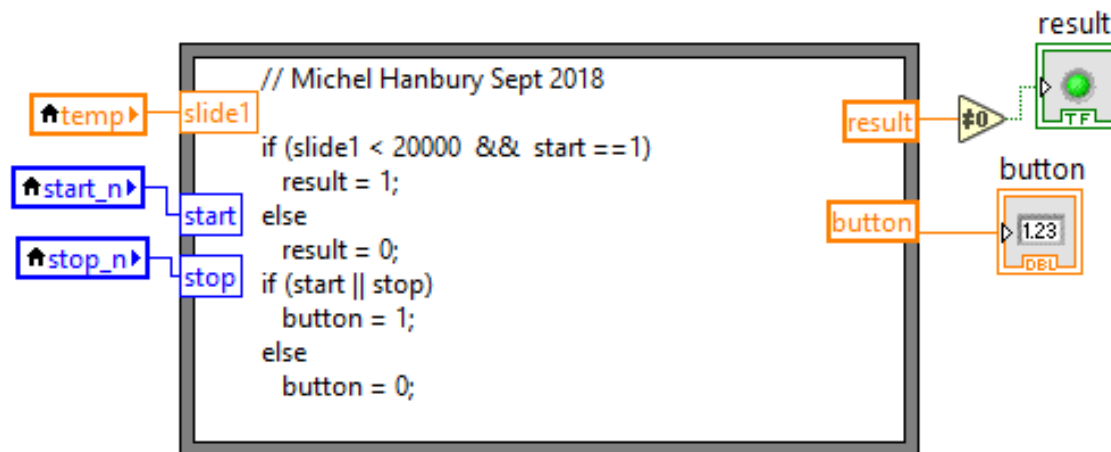 result
// Michel Hanbury Sept 2018
temp
slide1
result
≠0
TF
if (slide1 < 20000 && start ==1)
result = 1;
button
start_n
start
else
button
1.23
DBL
result = 0;
stop_n
stop
if (start || stop)
button = 1;
else
button = 0;